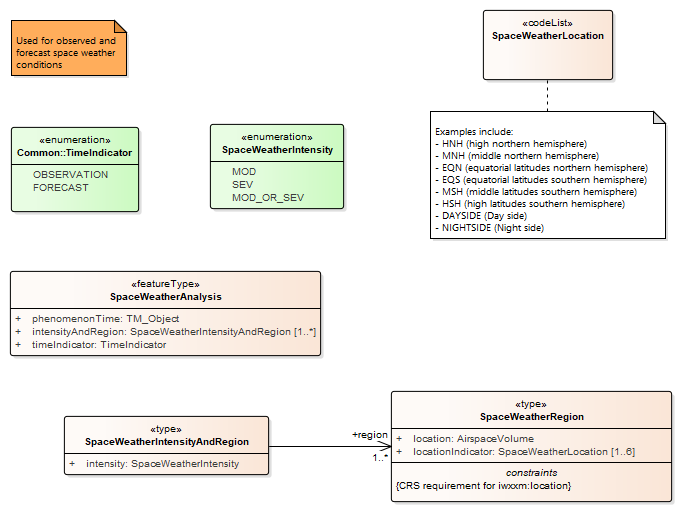 Used for observed and
forecast space weather
conditions
«codeList»
SpaceWeatherLocation
«enumeration»
Common::TimeIndicator
OBSERVATION
FORECAST
«enumeration»
SpaceWeatherIntensity
MOD
SEV
MOD_OR_SEV
Examples include:
- HNH (high northern hemisphere)
- MNH (middle northern hemisphere)
- EQN (equatorial latitudes northern hemisphere)
- EQS (equatorial latitudes southern hemisphere)
- MSH (middle latitudes southern hemisphere)
- HSH (high latitudes southern hemisphere)
- DAYSIDE (Day side)
- NIGHTSIDE (Night side)
«featureType»
SpaceWeatherAnalysis
+ phenomenonTime: TM_Object
+ intensityAndRegion: SpaceWeatherIntensityAndRegion [1..*]
+ timeIndicator: TimeIndicator
«type»
SpaceWeatherIntensityAndRegion
+ intensity: SpaceWeatherIntensity
+region
1..*
«type»
SpaceWeatherRegion
+ location: AirspaceVolume
+ locationIndicator: SpaceWeatherLocation [1..6]
constraints
{CRS requirement for iwxxm:location}